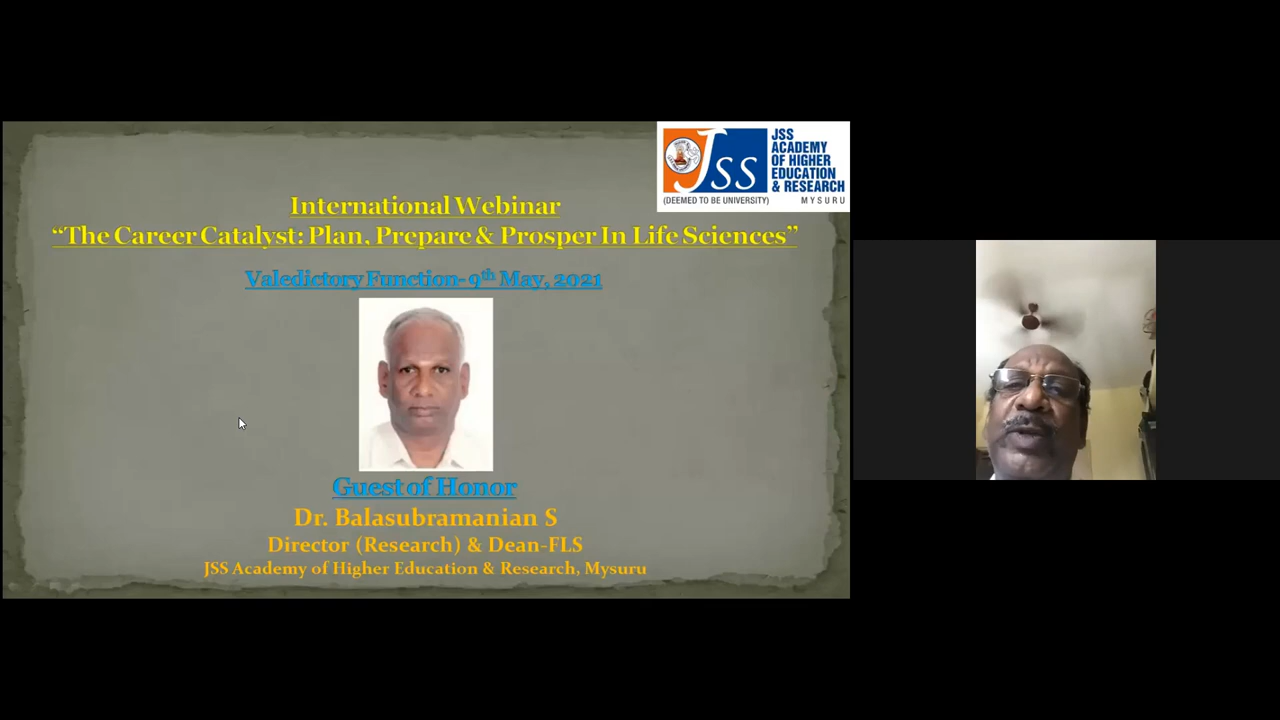 JSS
JSS
ACADEMY
OF HIGHER
EDUCATION
& RESEARCH
(DEEMED TO BE UNIVERSITY) MYSURU
International Webinar
“The Career Catalyst: Plan, Prepare & Prosper In Life Sciences”
Valedictory Function- 9th May, 2021
Guest of Honor
Dr. Balasubramanian S
Director (Research) & Dean-FLS
JSS Academy of Higher Education & Research, Mysuru